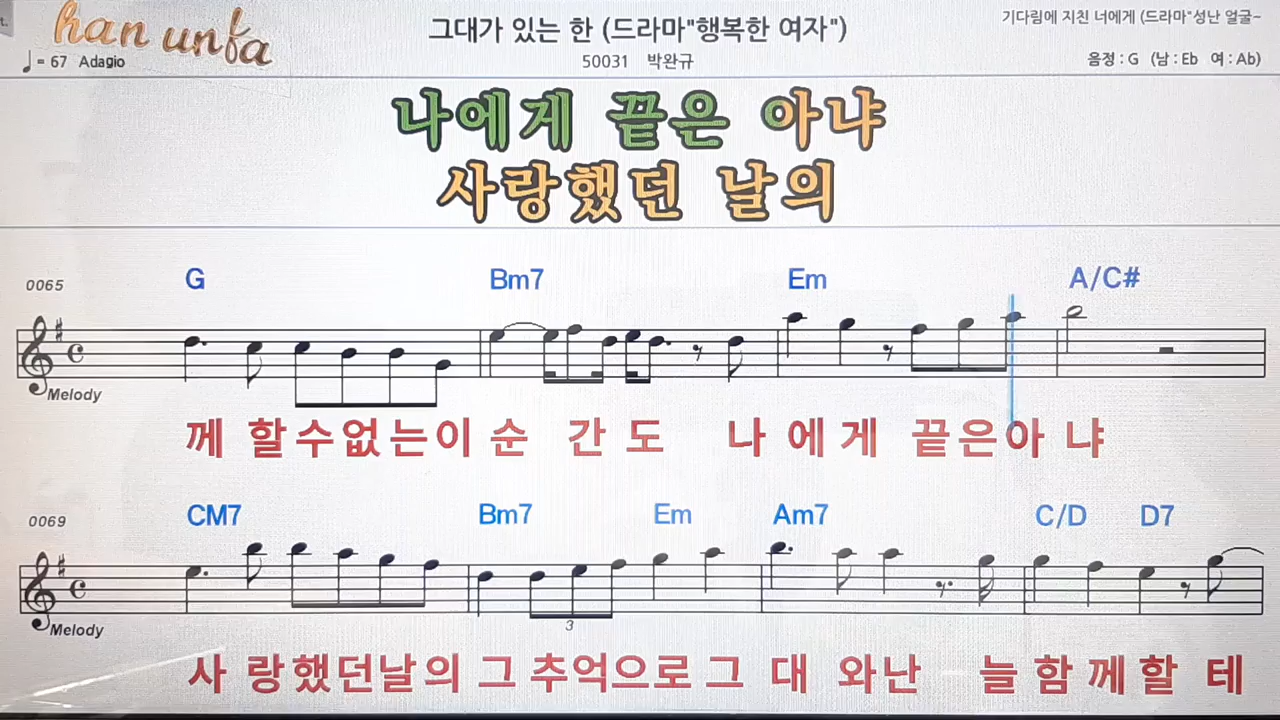 han unfa
그대가 있는 한 (드라마"행복한 여자")
기다림에 지친 너에게 (드라마"성난 얼굴~
♩= 67 Adagio
50031 박완규
음정 : G (남 : Eb 여 : Ab)
나에게 끝은 아냐
사랑했던 날의
0065 G Bm7 Em A/C#
Melody
께 할수없는이 순 간 도 나 에 게 끝은아 냐
0069 CM7 Bm7 Em Am7 C/D D7
3
Melody
사 랑했던날의 그 추억으로 그 대 와난 늘 함 께 할 테